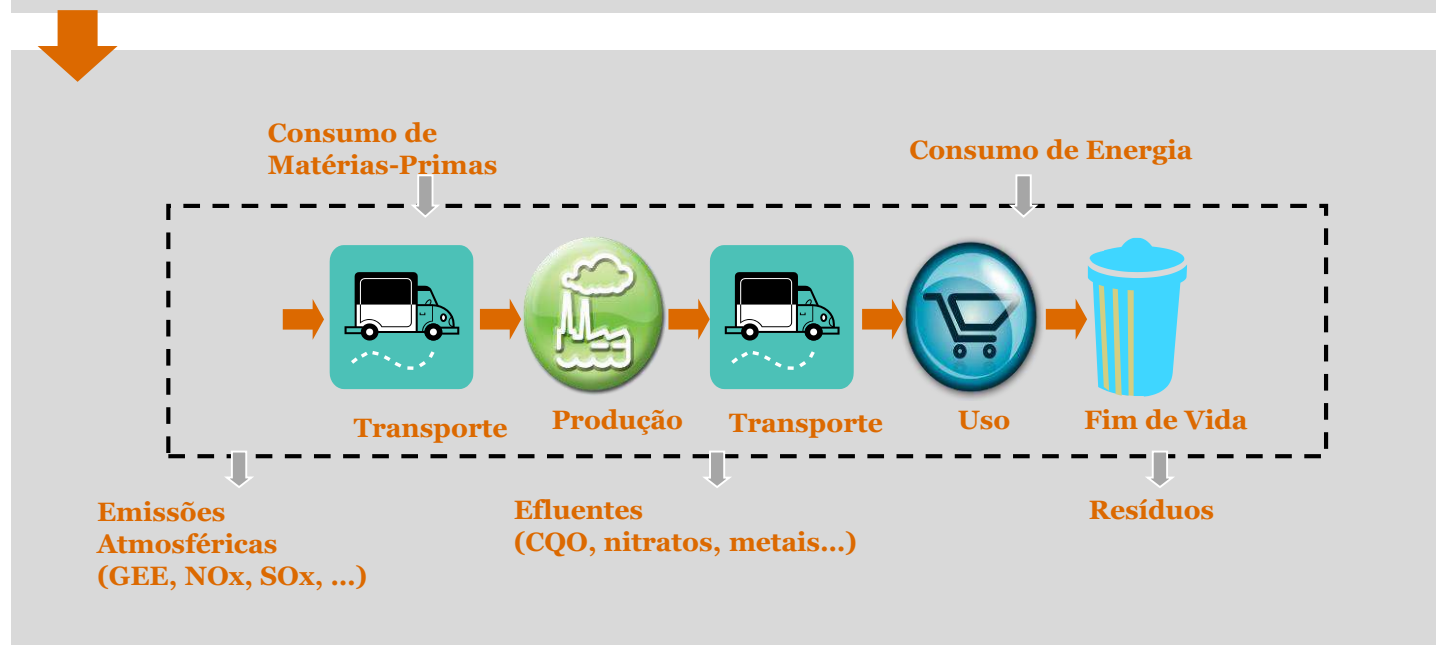 Consumo de
Matérias-Primas
Consumo de Energia
Transporte
Produção
Transporte
Uso
Fim de Vida
Emissões
Atmosféricas
(GEE, NOx, SOx, ...)
Efluentes
(CQO, nitratos, metais...)
Resíduos